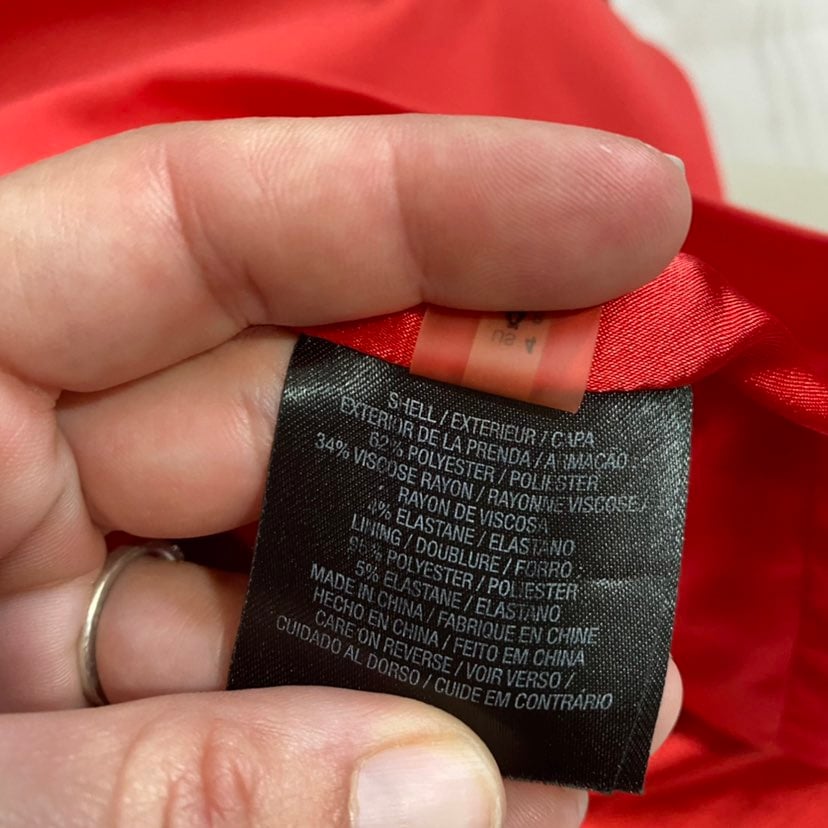 SHELL / EXTERIEUR / CAPA
EXTERIOR DE LA PRENDA / ARMAÇÃO
62% POLYESTER / POLIESTER
34% VISCOSE RAYON / RAYONNE VISCOSE /
RAYON DE VISCOSA
4% ELASTANE / ELASTANO
LINING / DOUBLURE / FORRO
95% POLYESTER / POLIESTER
5% ELASTANE / ELASTANO
MADE IN CHINA / FABRIQUE EN CHINE
HECHO EN CHINA / FEITO EM CHINA
CARE ON REVERSE / VOIR VERSO /
CUIDADO AL DORSO / CUIDE EM CONTRÁRIO